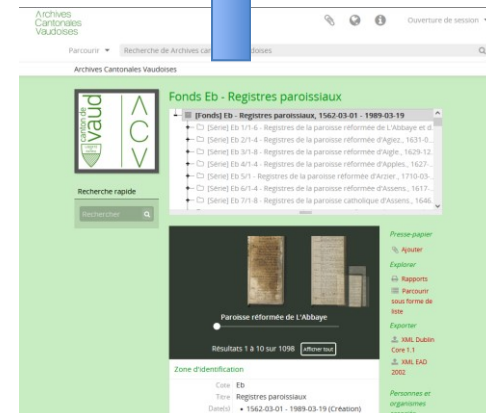 Archives
Cantonales
Vaudoises
Ouverture de session
Parcourir
Recherche de Archives can doises
Archives Cantonales Vaudoises
canton de
vaud
ACV
Recherche rapide
Rechercher
Fonds Eb - Registres paroissiaux
[Fonds] Eb - Registres paroissiaux, 1562-03-01 - 1989-03-19
[Série] Eb 1/1-6 - Registres de la paroisse réformée de L'Abbaye et d
[Série] Eb 2/1-4 - Registres de la paroisse réformée d'Agiez, 1631-0...
[Série] Eb 3/1-8 - Registres de la paroisse réformée d'Aigle, 1629-12...
[Série] Eb 4/1-4 - Registres de la paroisse réformée d'Apples, 1627-...
[Série] Eb 5/1 - Registres de la paroisse réformée d'Arzier, 1710-03-...
[Série] Eb 6/1-4 - Registres de la paroisse réformée d'Assens, 1617-...
[Série] Eb 7/1-8 - Registres de la paroisse catholique d'Assens, 1646...
Paroisse réformée de L'Abbaye
Résultats 1 à 10 sur 1098 Afficher tout
Zone d'identification
Cote Eb
Titre Registres paroissiaux
Date(s) • 1562-03-01 - 1989-03-19 (Création)
Presse-papier
Ajouter
Explorer
Rapports
Parcourir
sous forme de
liste
Exporter
XML Dublin
Core 1.1
XML EAD
2002
Personnes et
organismes